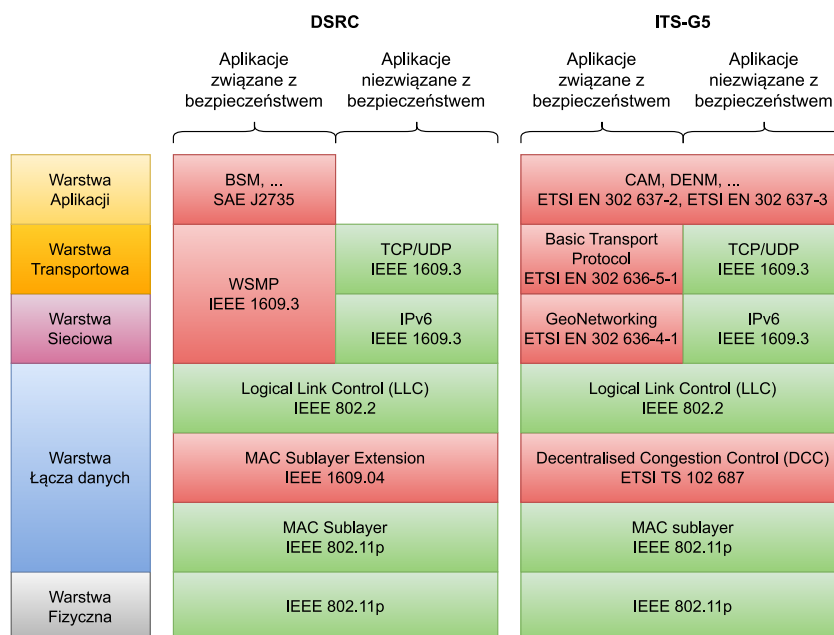 DSRC
ITS-G5
Aplikacje
związane z
bezpieczeństwem
Aplikacje
niezwiązane z
bezpieczeństwem
Aplikacje
związane z
bezpieczeństwem
Aplikacje
niezwiązane z
bezpieczeństwem
Warstwa
Aplikacji
BSM, ...
SAE J2735
CAM, DENM, ...
ETSI EN 302 637-2, ETSI EN 302 637-3
Warstwa
Transportowa
WSMP
IEEE 1609.3
TCP/UDP
IEEE 1609.3
Basic Transport
Protocol
ETSI EN 302 636-5-1
TCP/UDP
IEEE 1609.3
Warstwa
Sieciowa
IPv6
IEEE 1609.3
GeoNetworking
ETSI EN 302 636-4-1
IPv6
IEEE 1609.3
Warstwa
Łącza danych
Logical Link Control (LLC)
IEEE 802.2
Logical Link Control (LLC)
IEEE 802.2
MAC Sublayer Extension
IEEE 1609.04
Decentralised Congestion Control (DCC)
ETSI TS 102 687
MAC Sublayer
IEEE 802.11p
MAC sublayer
IEEE 802.11p
Warstwa
Fizyczna
IEEE 802.11p
IEEE 802.11p